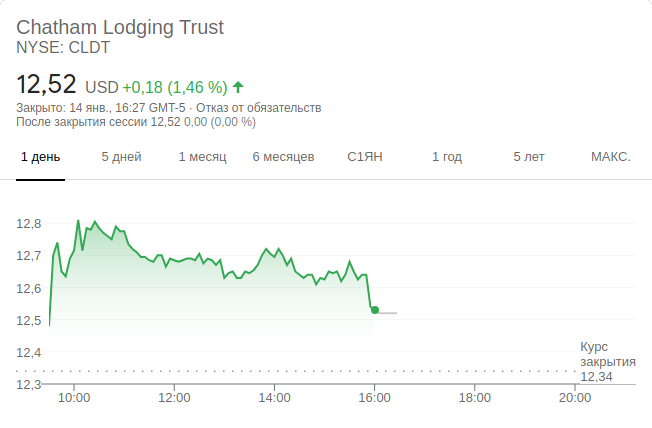 Chatham Lodging Trust
NYSE: CLDT
12,52 USD +0,18 (1,46 %)
Закрыто: 14 янв., 16:27 GMT-5 · Отказ от обязательств
После закрытия сессии 12,52 0,00 (0,00 %)
1 день 5 дней 1 месяц 6 месяцев С1ЯН 1 год 5 лет МАКС.
12,8
12,7
12,6
12,5
12,4
12,3
Курс
закрытия
12,34
10:00 12:00 14:00 16:00 18:00 20:00